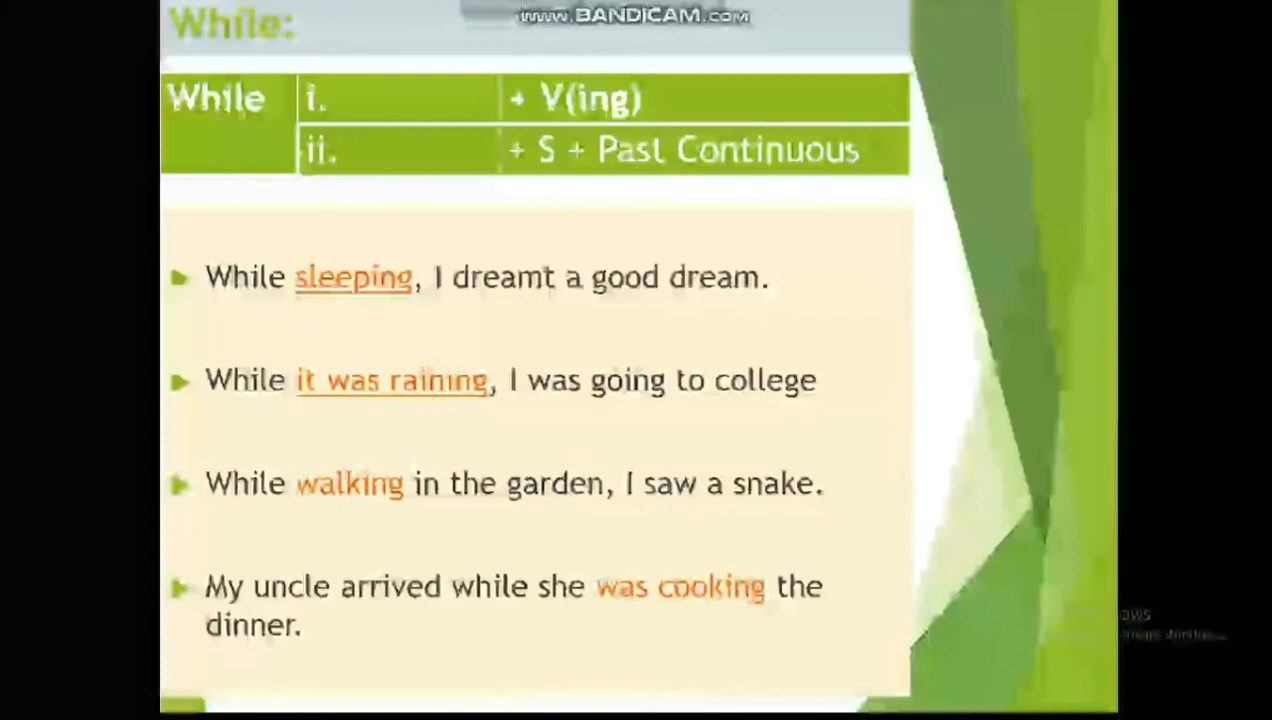 www.BANDICAM.com
While:
While i. + V(ing)
ii. + S + Past Continuous
While sleeping, I dreamt a good dream.
While it was raining, I was going to college
While walking in the garden, I saw a snake.
My uncle arrived while she was cooking the
dinner.